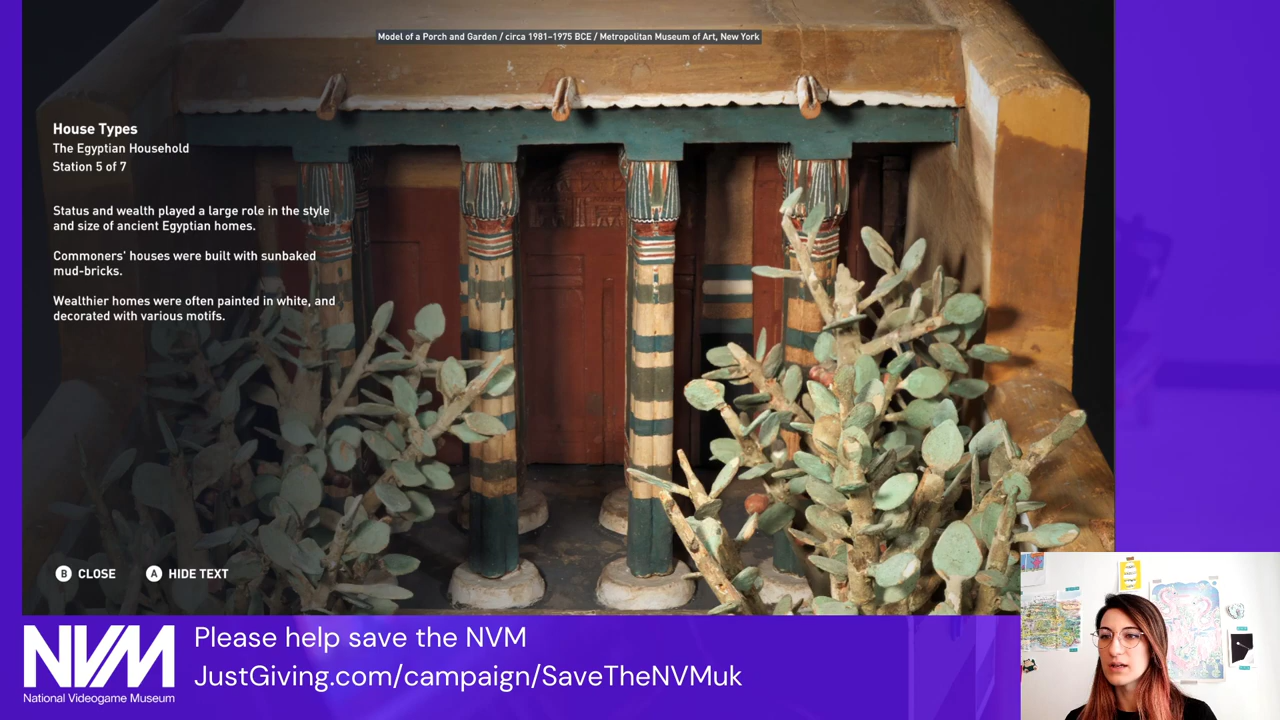 Model of a Porch and Garden / circa 1981–1975 BCE / Metropolitan Museum of Art, New York
House Types
The Egyptian Household
Station 5 of 7
Status and wealth played a large role in the style
and size of ancient Egyptian homes.
Commoners' houses were built with sunbaked
mud-bricks.
Wealthier homes were often painted in white, and
decorated with various motifs.
B CLOSE A HIDE TEXT
NVM
National Videogame Museum
Please help save the NVM
JustGiving.com/campaign/SaveTheNVMuk